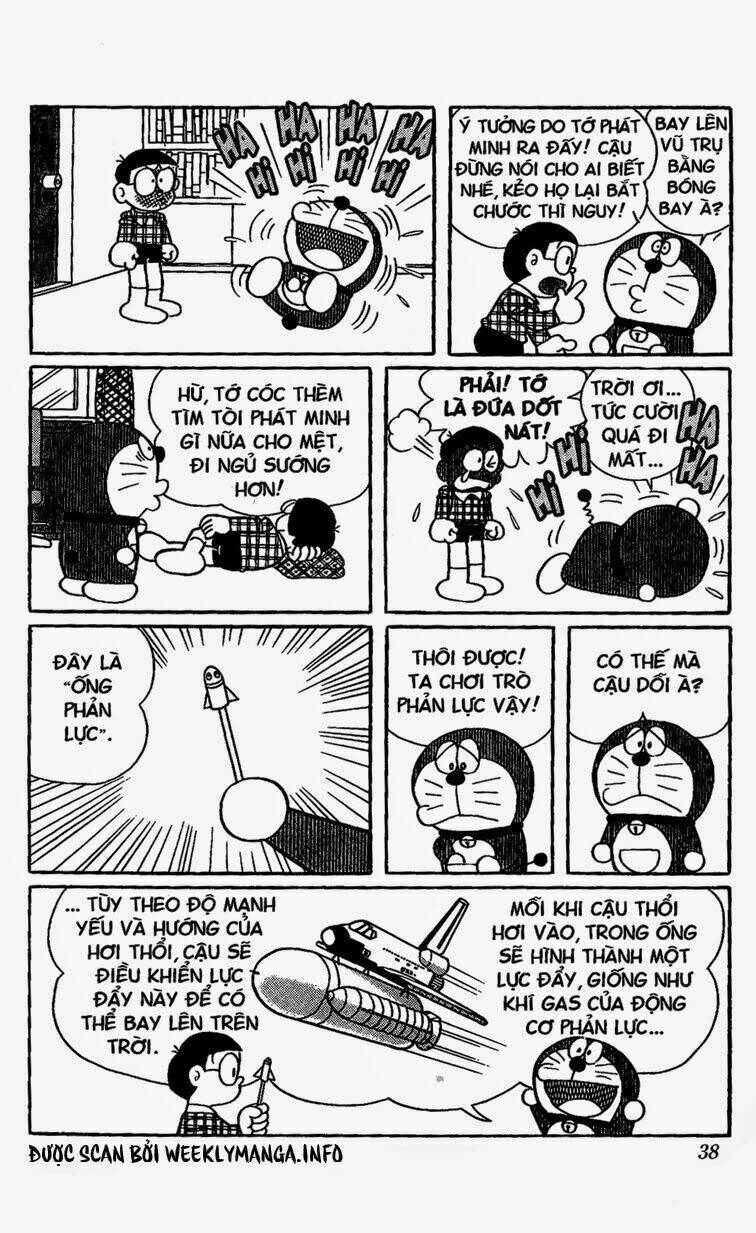 Ý TƯỞNG DO TỚ PHÁT
MINH RA ĐẤY! CẬU
ĐỪNG NÓI CHO AI BIẾT
NHÉ, KẺO HỌ LẠI BẮT
CHƯỚC THÌ NGUY!
BAY LÊN
VŨ TRỤ
BẰNG
BÓNG
BAY À?
HA HA HA HA
HI HI HI HI
PHẢI! TỚ
LÀ ĐỨA DỐT
NÁT!
TRỜI ƠI...
TỨC CƯỜI
QUÁ ĐI
MẤT...
HA
HA
HI
HI
HỪ, TỚ CÓC THÈM
TÌM TÒI PHÁT MINH
GÌ NỮA CHO MỆT,
ĐI NGỦ SƯỚNG
HƠN!
CÓ THẾ MÀ
CẬU DỖI À?
THÔI ĐƯỢC!
TA CHƠI TRÒ
PHẢN LỰC VẬY!
ĐÂY LÀ
"ỐNG
PHẢN
LỰC".
MỖI KHI CẬU THỔI
HƠI VÀO, TRONG ỐNG
SẼ HÌNH THÀNH MỘT
LỰC ĐẨY, GIỐNG NHƯ
KHÍ GAS CỦA ĐỘNG
CƠ PHẢN LỰC...
... TÙY THEO ĐỘ MẠNH
YẾU VÀ HƯỚNG CỦA
HƠI THỔI, CẬU SẼ
ĐIỀU KHIỂN LỰC
ĐẨY NÀY ĐỂ CÓ
THỂ BAY LÊN TRÊN
TRỜI.
ĐƯỢC SCAN BỞI WEEKLYMANGA.INFO
38